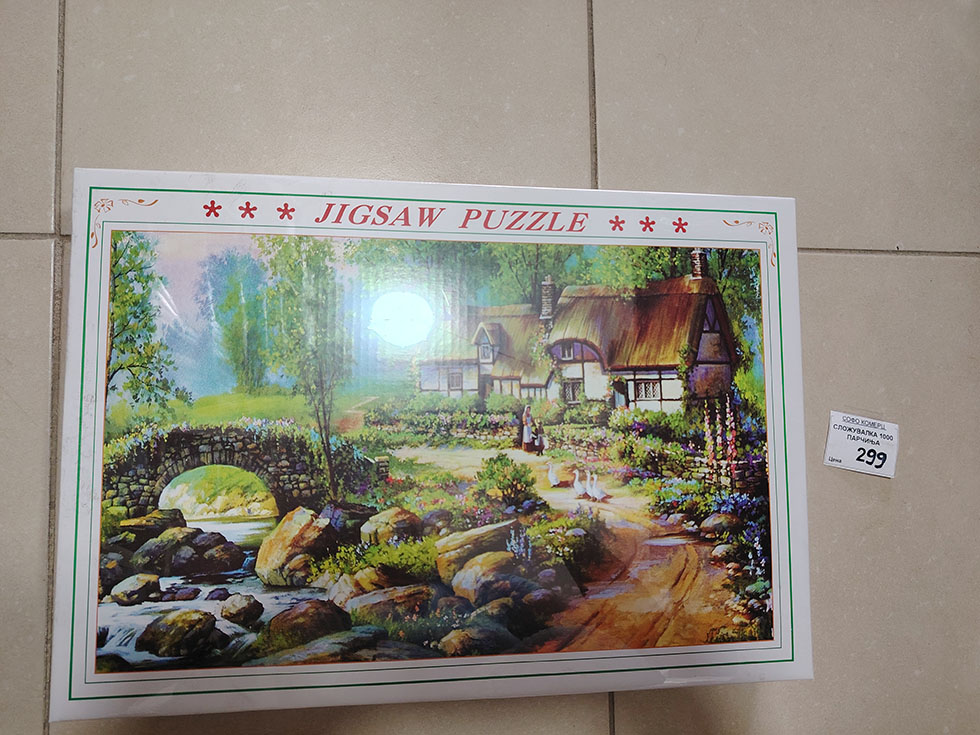 * * * JIGSAW PUZZLE * * *
СОФО КОМЕРЦ
СЛОЖУВАЛКА 1000
ПАРЧИЊА
Цена 299